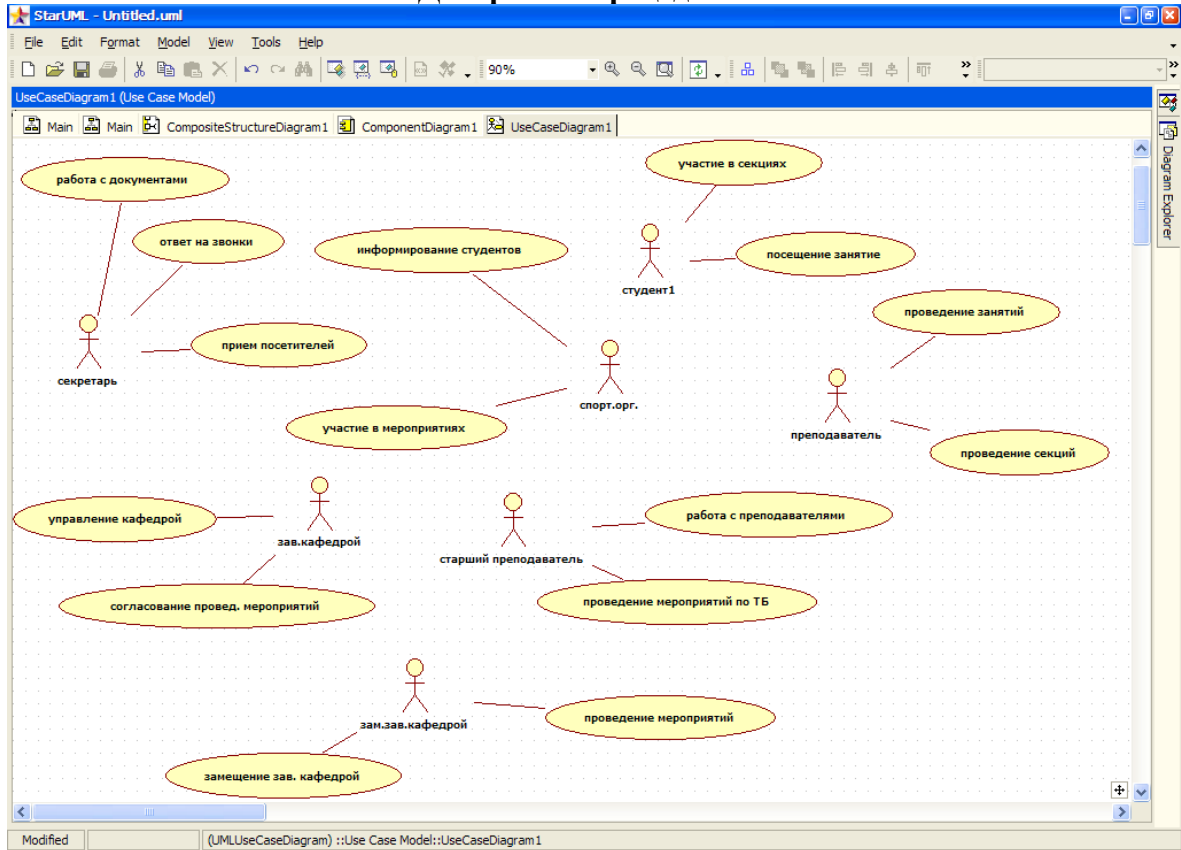 StarUML - Untitled.uml
File Edit Format Model View Tools Help
90%
UseCaseDiagram1 (Use Case Model)
Main Main CompositeStructureDiagram1 ComponentDiagram1 UseCaseDiagram1
Diagram Explorer
участие в секциях
работа с документами
ответ на звонки
информирование студентов
посещение занятие
студент1
проведение занятий
прием посетителей
секретарь
спорт.орг.
участие в мероприятиях
преподаватель
проведение секций
управление кафедрой
зав.кафедрой
работа с преподавателями
старший преподаватель
согласование провед. мероприятий
проведение мероприятий по ТБ
зам.зав.кафедрой
проведение мероприятий
замещение зав. кафедрой
Modified
(UMLUseCaseDiagram) ::Use Case Model::UseCaseDiagram1